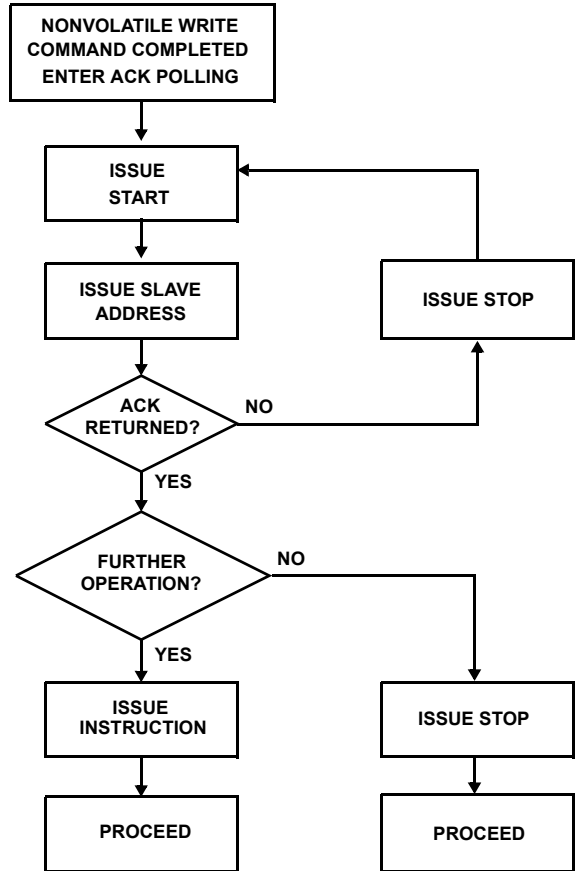 NONVOLATILE WRITE
COMMAND COMPLETED
ENTER ACK POLLING
ISSUE
START
ISSUE SLAVE
ADDRESS
ISSUE STOP
ACK
RETURNED?
NO
YES
FURTHER
OPERATION?
NO
YES
ISSUE
INSTRUCTION
ISSUE STOP
PROCEED
PROCEED